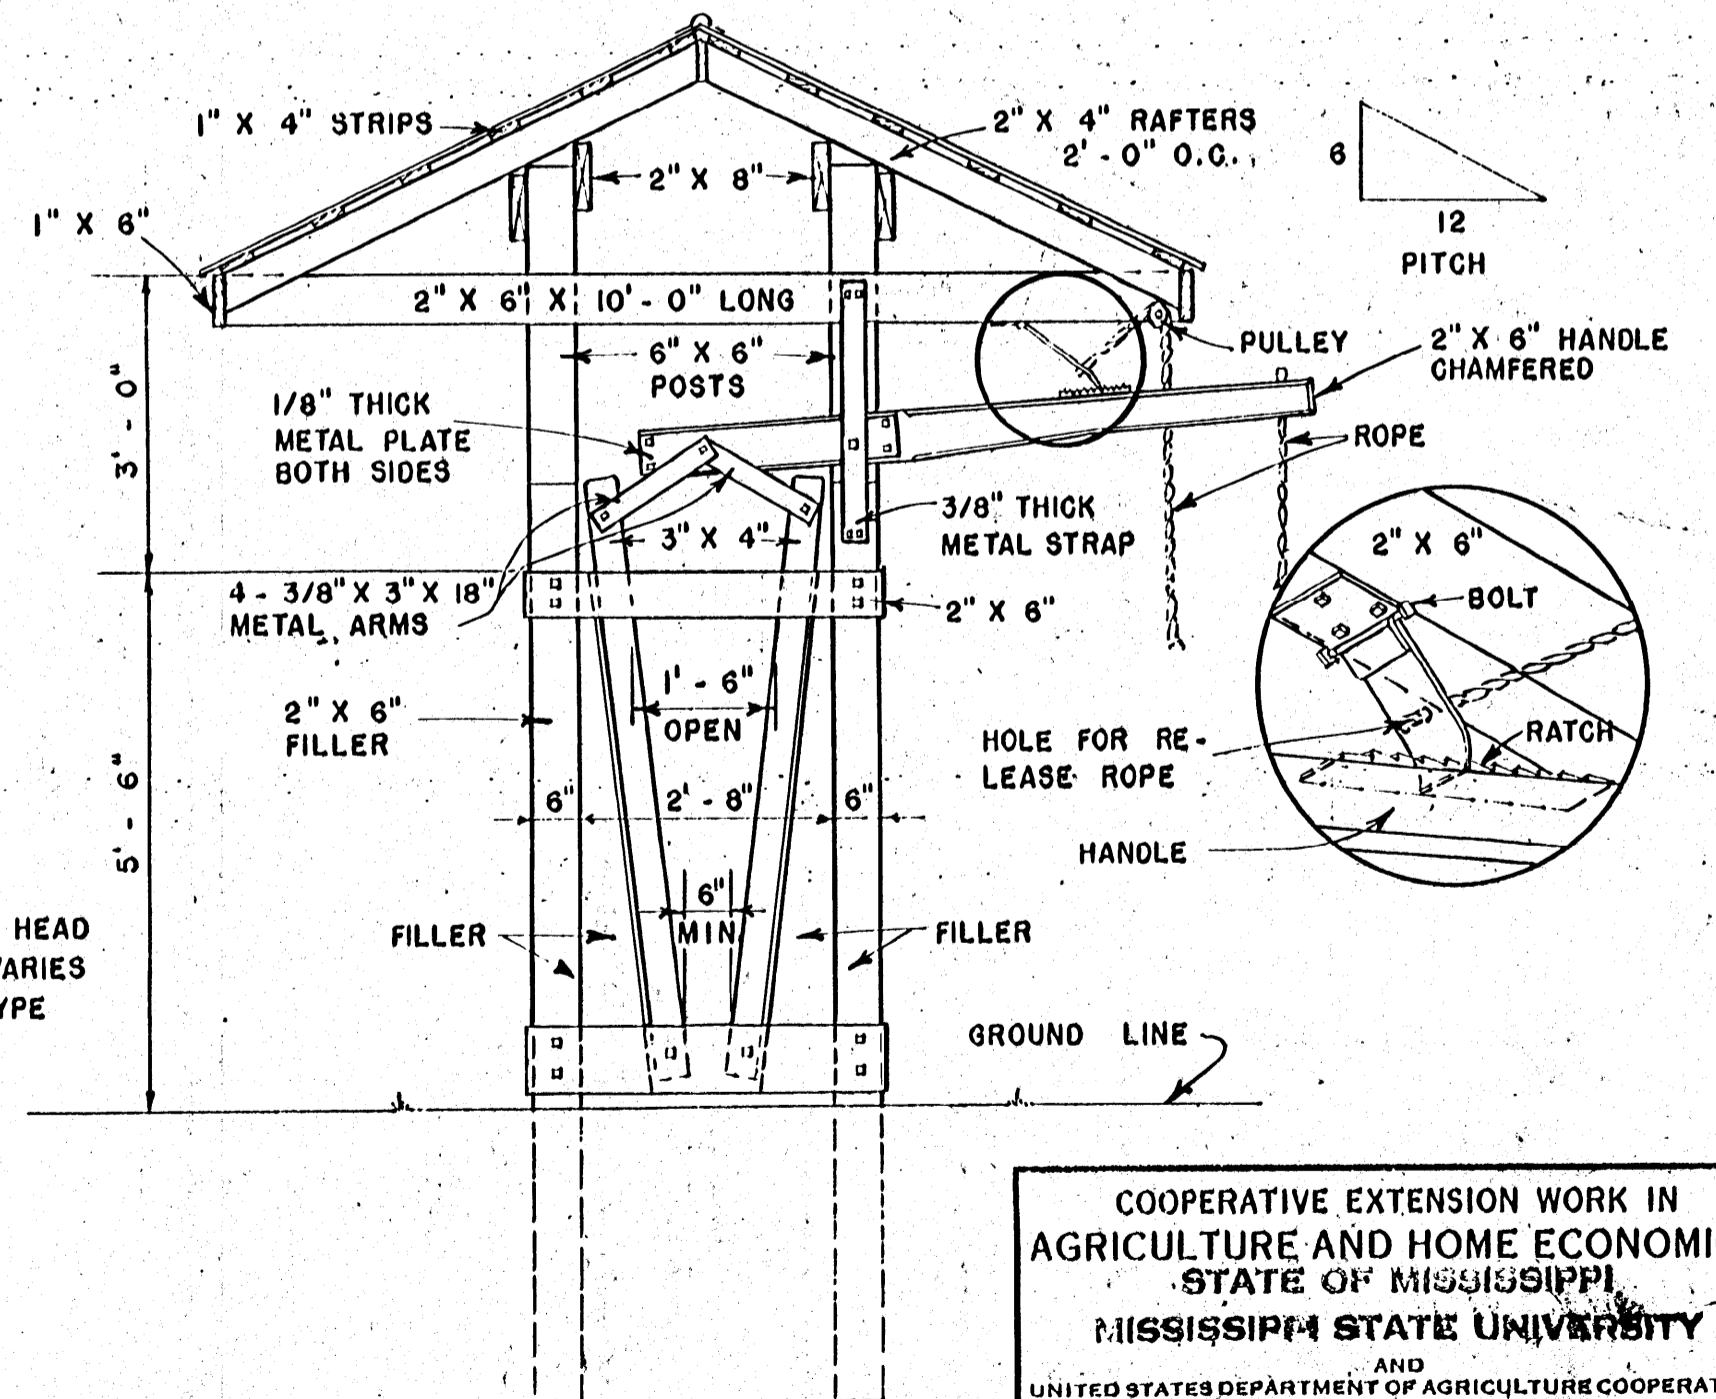 1" X 4" STRIPS
2" X 4" RAFTERS
2'-0" O.C.
6
12
PITCH
2" X 8"
1" X 6"
2" X 6" X 10'-0" LONG
PULLEY
2" X 6" HANDLE
CHAMFERED
6" X 6"
POSTS
3'-0"
1/8" THICK
METAL PLATE
BOTH SIDES
ROPE
3/8" THICK
METAL STRAP
3" X 4"
4 - 3/8" X 3" X 18"
METAL ARMS
2" X 6"
2" X 6"
BOLT
HOLE FOR RE-
LEASE ROPE
RATCH
HANDLE
1'-6"
OPEN
2" X 6"
FILLER
5'-6"
6"
2'-8"
6"
6"
MIN
FILLER
FILLER
HEAD
VARIES
YPE
GROUND LINE
COOPERATIVE EXTENSION WORK IN
AGRICULTURE AND HOME ECONOMI
STATE OF MISSISSIPPI
MISSISSIPPI STATE UNIVERSITY
AND
UNITED STATES DEPARTMENT OF AGRICULTURE COOPERAT